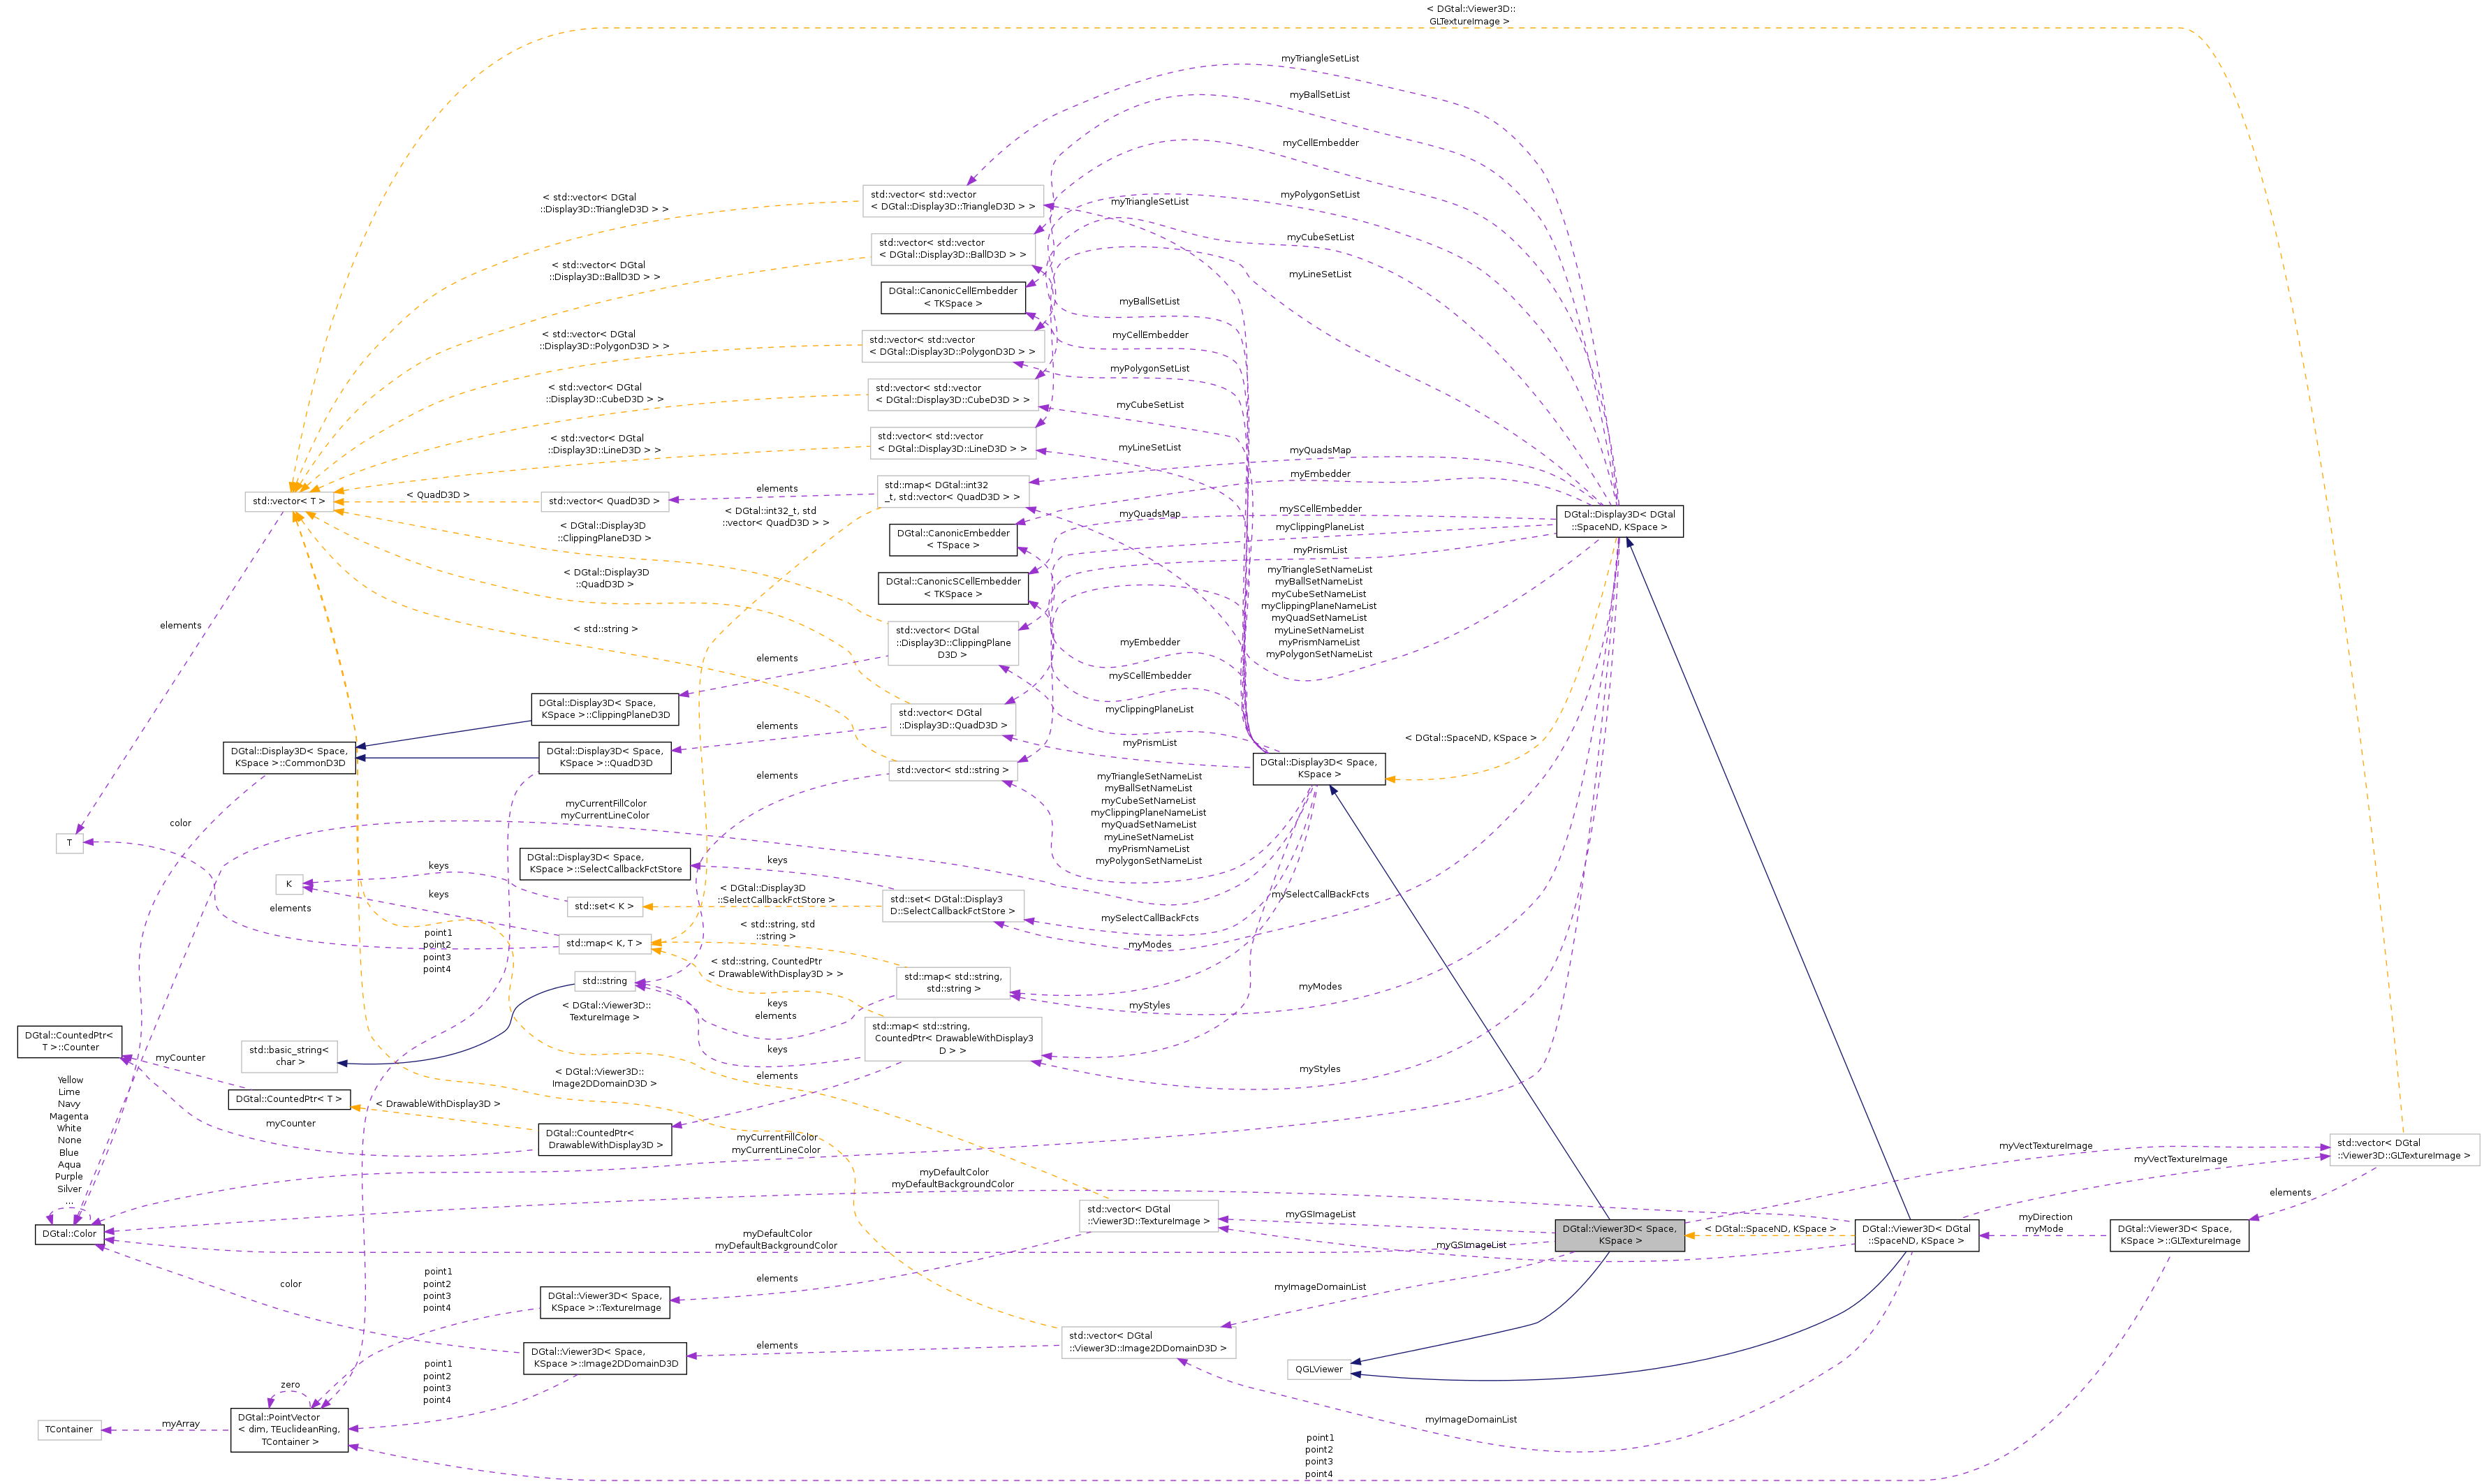 < DGtal::Viewer3D::
GLTextureImage >
myTriangleSetList
myBallSetList
myCellEmbedder
myPolygonSetList
myCubeSetList
myLineSetList
myTriangleSetList
myBallSetList
myCellEmbedder
myPolygonSetList
myCubeSetList
myLineSetList
< std::vector< DGtal
::Display3D::TriangleD3D > >
< std::vector< DGtal
::Display3D::BallD3D > >
< std::vector< DGtal
::Display3D::PolygonD3D > >
< std::vector< DGtal
::Display3D::CubeD3D > >
< std::vector< DGtal
::Display3D::LineD3D > >
std::vector< std::vector
< DGtal::Display3D::TriangleD3D > >
std::vector< std::vector
< DGtal::Display3D::BallD3D > >
DGtal::CanonicCellEmbedder
< TKSpace >
std::vector< std::vector
< DGtal::Display3D::PolygonD3D > >
std::vector< std::vector
< DGtal::Display3D::CubeD3D > >
std::vector< std::vector
< DGtal::Display3D::LineD3D > >
std::vector< T >
< QuadD3D >
std::vector< QuadD3D >
elements
std::map< DGtal::int32
_t, std::vector< QuadD3D > >
< DGtal::int32_t, std
::vector< QuadD3D > >
myQuadsMap
myEmbedder
mySCellEmbedder
myClippingPlaneList
myPrismList
myQuadsMap
DGtal::Display3D< DGtal
::SpaceND, KSpace >
DGtal::CanonicEmbedder
< TSpace >
DGtal::CanonicSCellEmbedder
< TKSpace >
< DGtal::Display3D
::ClippingPlaneD3D >
< DGtal::Display3D
::QuadD3D >
< std::string >
myTriangleSetNameList
myBallSetNameList
myCubeSetNameList
myClippingPlaneNameList
myQuadSetNameList
myLineSetNameList
myPrismNameList
myPolygonSetNameList
elements
std::vector< DGtal
::Display3D::ClippingPlane
D3D >
elements
myEmbedder
mySCellEmbedder
myClippingPlaneList
myPrismList
DGtal::Display3D< Space,
KSpace >::ClippingPlaneD3D
std::vector< DGtal
::Display3D::QuadD3D >
elements
DGtal::Display3D< Space,
KSpace >::CommonD3D
DGtal::Display3D< Space,
KSpace >::QuadD3D
std::vector< std::string >
elements
DGtal::Display3D< Space,
KSpace >
< DGtal::SpaceND, KSpace >
myTriangleSetNameList
myBallSetNameList
myCubeSetNameList
myClippingPlaneNameList
myQuadSetNameList
myLineSetNameList
myPrismNameList
myPolygonSetNameList
color
myCurrentFillColor
myCurrentLineColor
T
K
keys
keys
elements
DGtal::Display3D< Space,
KSpace >::SelectCallbackFctStore
keys
std::set< K >
< DGtal::Display3D
::SelectCallbackFctStore >
std::set< DGtal::Display3
D::SelectCallbackFctStore >
mySelectCallBackFcts
mySelectCallBackFcts
myModes
point1
point2
point3
point4
std::map< K, T >
< std::string, std
::string >
< std::string, CountedPtr
< DrawableWithDisplay3D > >
std::string
std::map< std::string,
std::string >
keys
elements
myStyles
myModes
< DGtal::Viewer3D::
TextureImage >
std::map< std::string,
CountedPtr< DrawableWithDisplay3
D > >
keys
elements
myStyles
DGtal::CountedPtr<
T >::Counter
std::basic_string<
char >
myCounter
DGtal::CountedPtr< T >
< DGtal::Viewer3D::
Image2DDomainD3D >
< DrawableWithDisplay3D >
myCounter
DGtal::CountedPtr<
DrawableWithDisplay3D >
myCurrentFillColor
myCurrentLineColor
Yellow
Lime
Navy
Magenta
White
None
Blue
Aqua
Purple
Silver
...
DGtal::Color
myDefaultColor
myDefaultBackgroundColor
myDefaultColor
myDefaultBackgroundColor
std::vector< DGtal
::Viewer3D::TextureImage >
myGSImageList
myGSImageList
DGtal::Viewer3D< Space,
KSpace >
< DGtal::SpaceND, KSpace >
DGtal::Viewer3D< DGtal
::SpaceND, KSpace >
myVectTextureImage
myVectTextureImage
std::vector< DGtal
::Viewer3D::GLTextureImage >
elements
myDirection
myMode
DGtal::Viewer3D< Space,
KSpace >::GLTextureImage
color
point1
point2
point3
point4
DGtal::Viewer3D< Space,
KSpace >::TextureImage
elements
myImageDomainList
std::vector< DGtal
::Viewer3D::Image2DDomainD3D >
elements
DGtal::Viewer3D< Space,
KSpace >::Image2DDomainD3D
QGLViewer
point1
point2
point3
point4
zero
TContainer
myArray
DGtal::PointVector
< dim, TEuclideanRing,
TContainer >
myImageDomainList
point1
point2
point3
point4